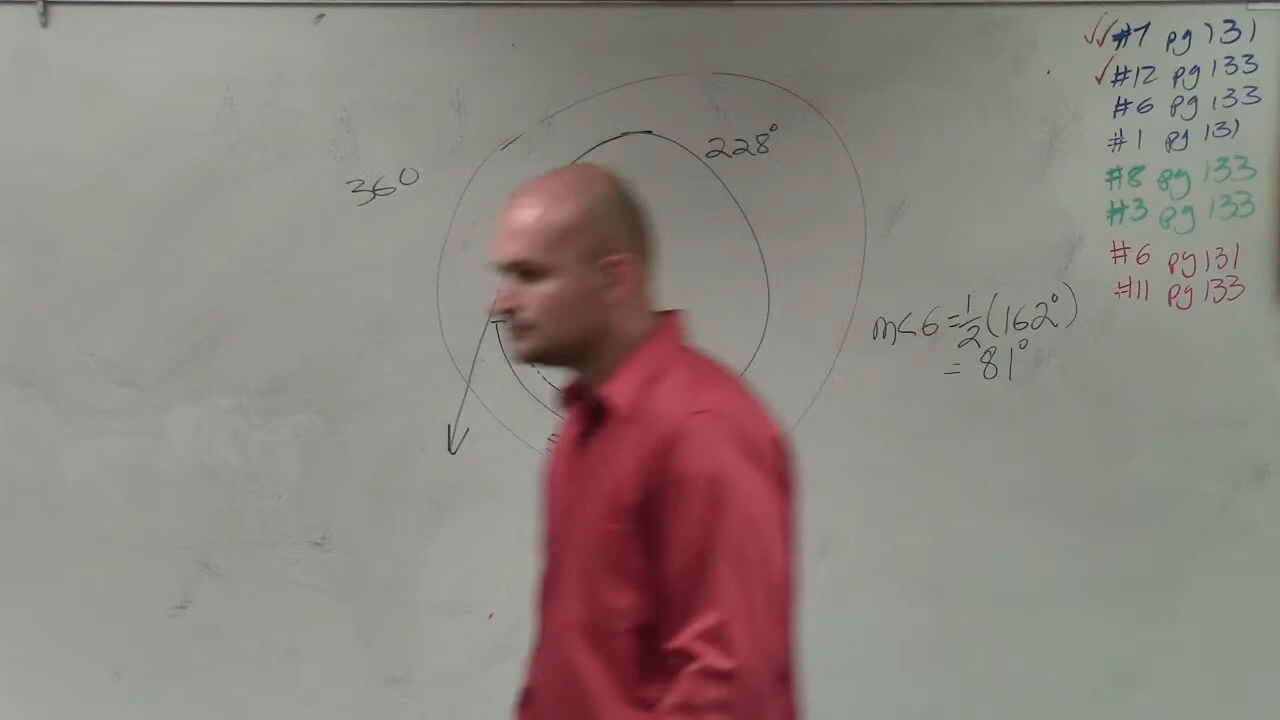 36°
228°
m<6 = 1/2 (162°)
= 81°
✓✓#7 pg 131
✓#12 pg 133
#6 pg 133
#1 pg 131
#8 pg 133
#3 pg 133
#6 pg 131
#11 pg 133